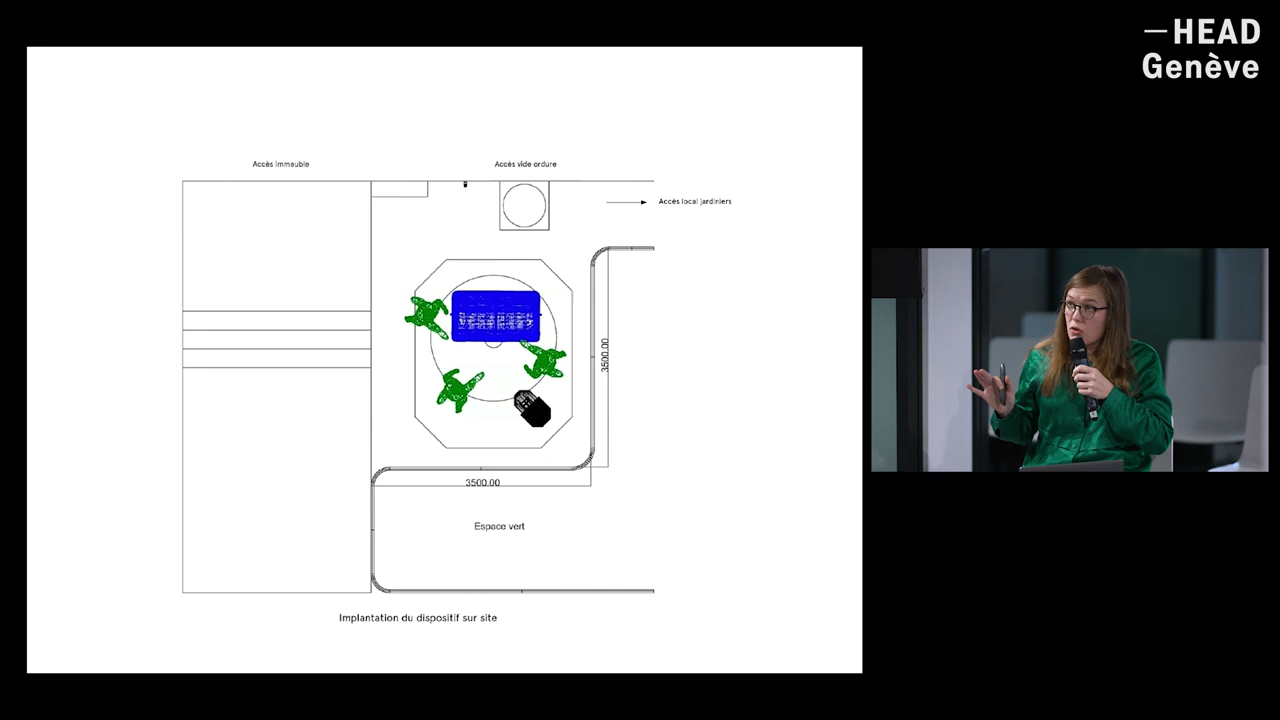 —HEAD
Genève
Accès immeuble
Accès vide ordure
Accès local jardiniers
3500.00
3500.00
Espace vert
Implantation du dispositif sur site